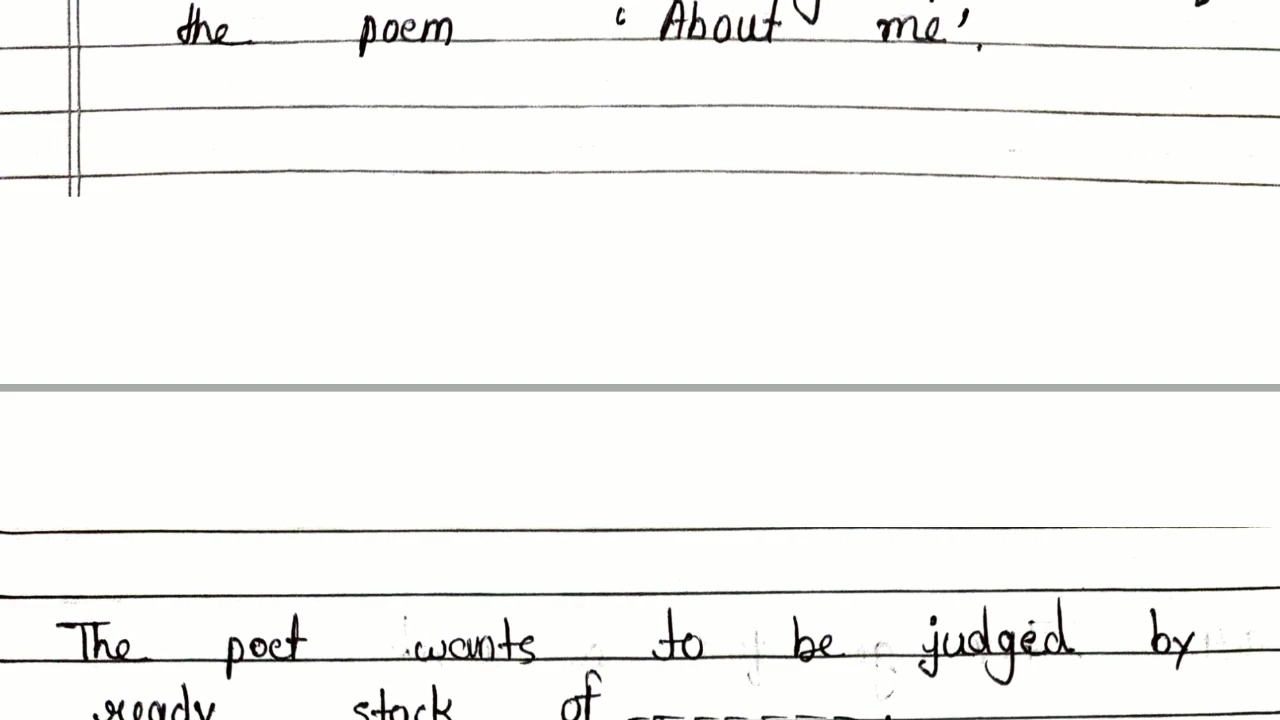 the poem 'About me'.
The poet wants to be judged by
ready stock of _ _ _ _ _ _ _ .